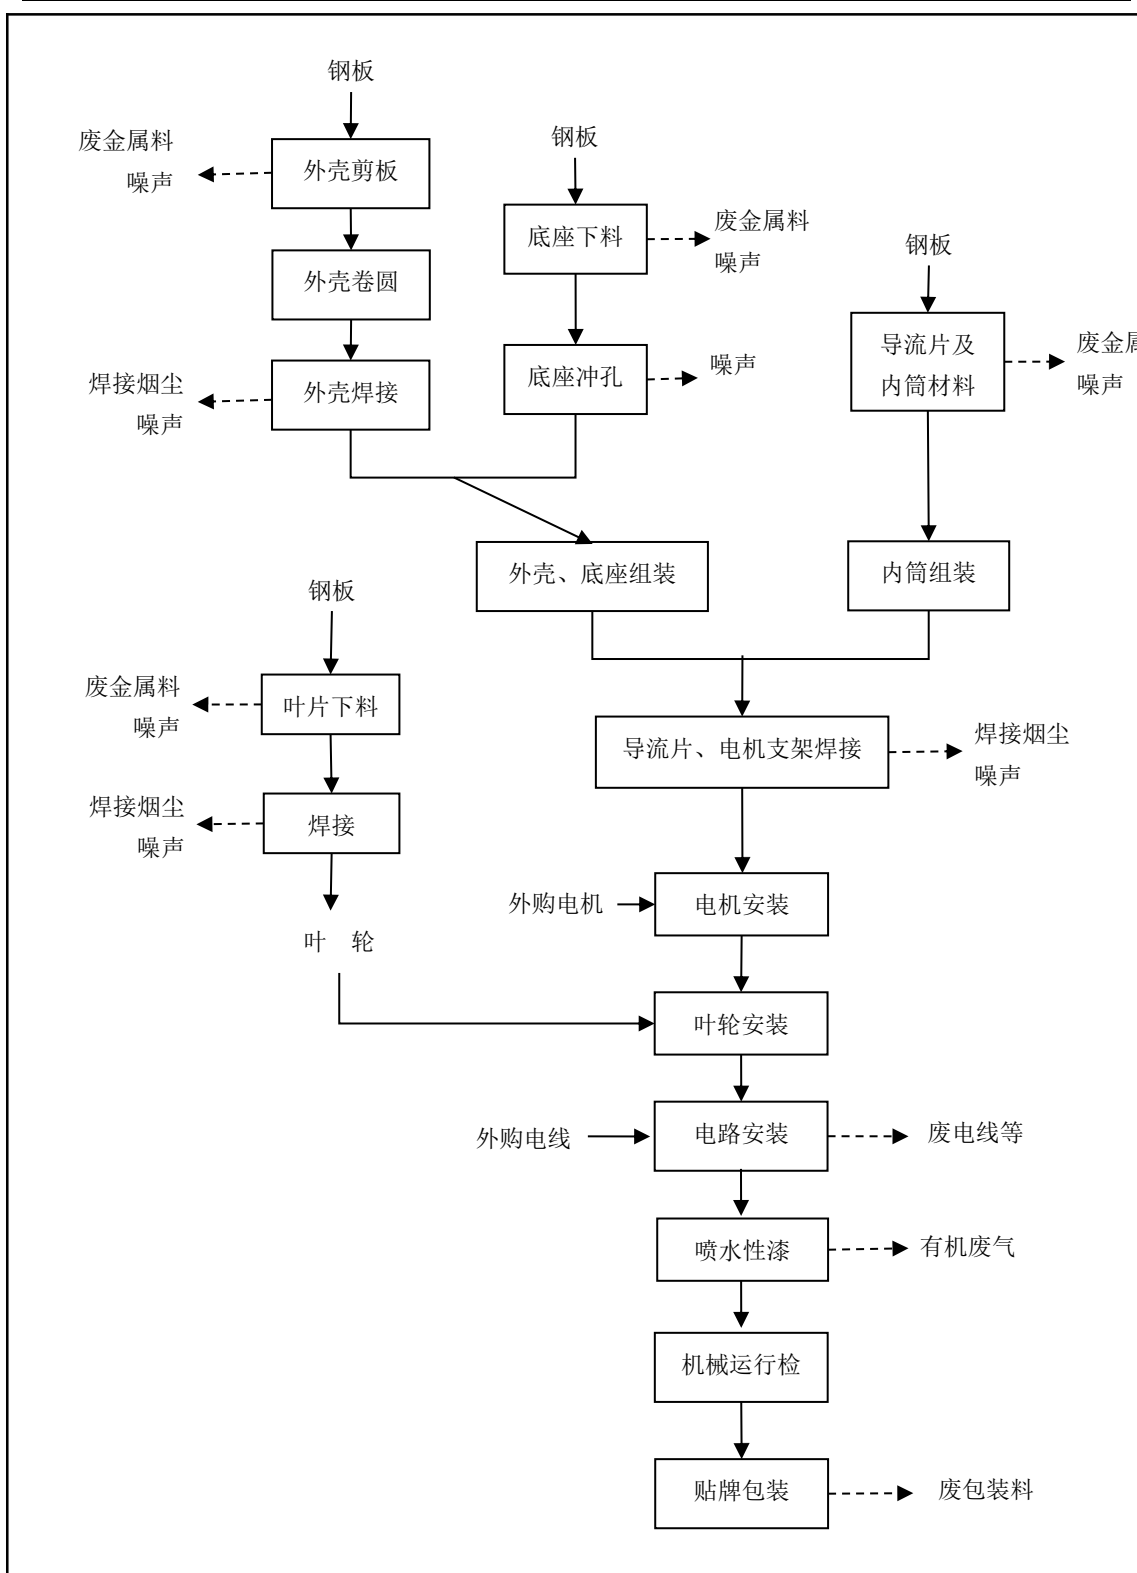 钢板
废金属料
噪声
外壳剪板
钢板
底座下料
废金属料
噪声
钢板
外壳卷圆
导流片及
内筒材料
废金属
噪声
焊接烟尘
噪声
外壳焊接
底座冲孔
噪声
外壳、底座组装
内筒组装
钢板
废金属料
噪声
叶片下料
导流片、电机支架焊接
焊接烟尘
噪声
焊接烟尘
噪声
焊接
外购电机
电机安装
叶 轮
叶轮安装
外购电线
电路安装
废电线等
喷水性漆
有机废气
机械运行检
贴牌包装
废包装料